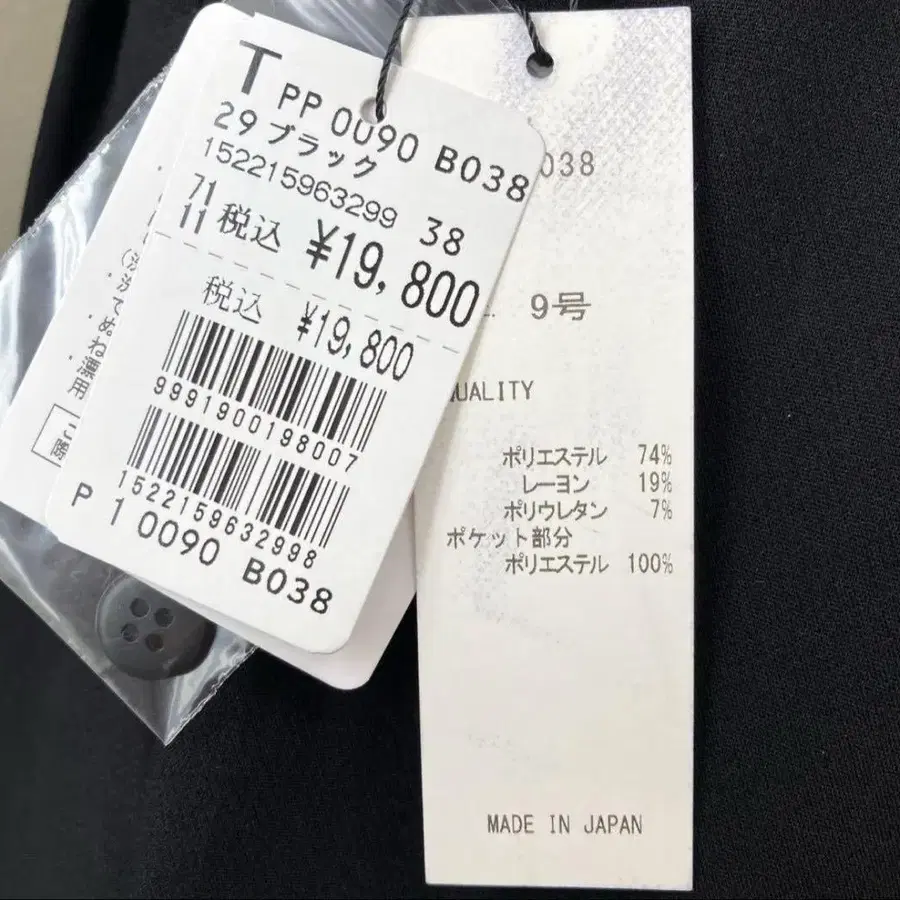 T PP 0090 B038
29 ブラック
152215963299 38
71
11 税込 ¥19,800
税込 ¥19,800
9991900198007
1522159632998
P 1 0090 B038
038
9号
UALITY
ポリエステル 74%
レーヨン 19%
ポリウレタン 7%
ポケット部分
ポリエステル 100%
MADE IN JAPAN